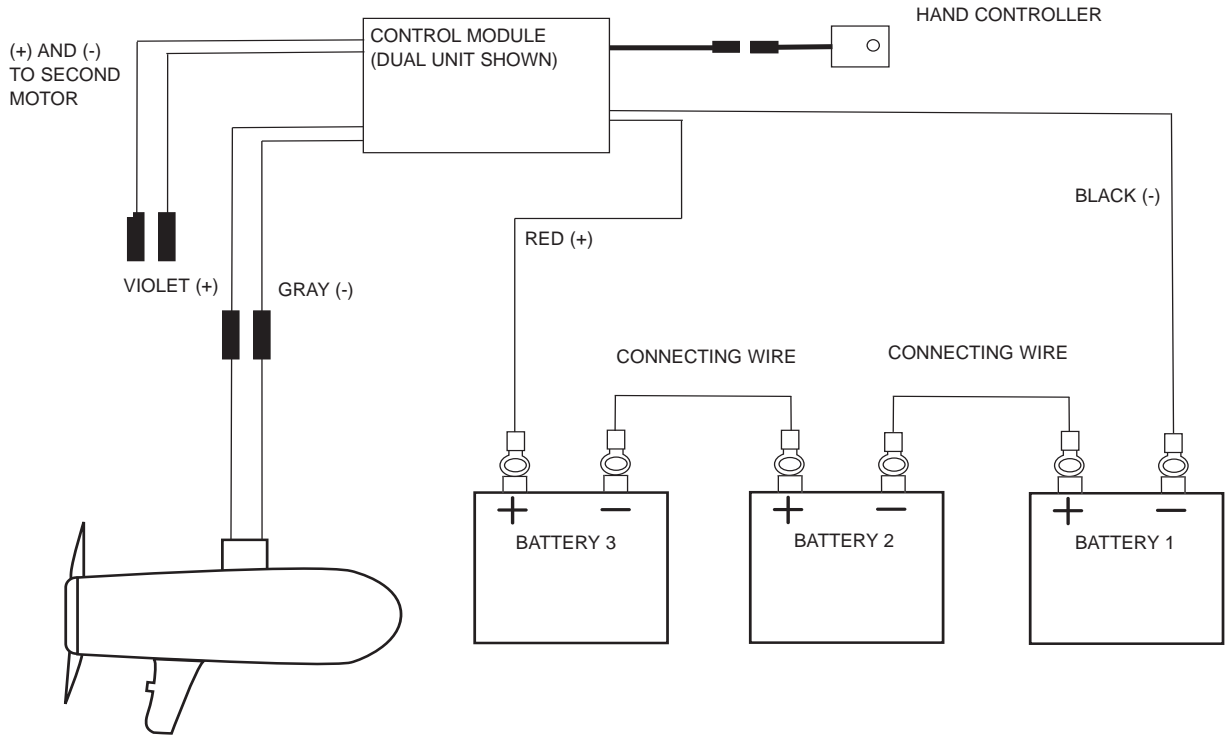 HAND CONTROLLER
(+) AND (-)
TO SECOND
MOTOR
CONTROL MODULE
(DUAL UNIT SHOWN)
BLACK (-)
RED (+)
VIOLET (+)
GRAY (-)
CONNECTING WIRE
CONNECTING WIRE
+ −
+ −
+ −
BATTERY 3
BATTERY 2
BATTERY 1